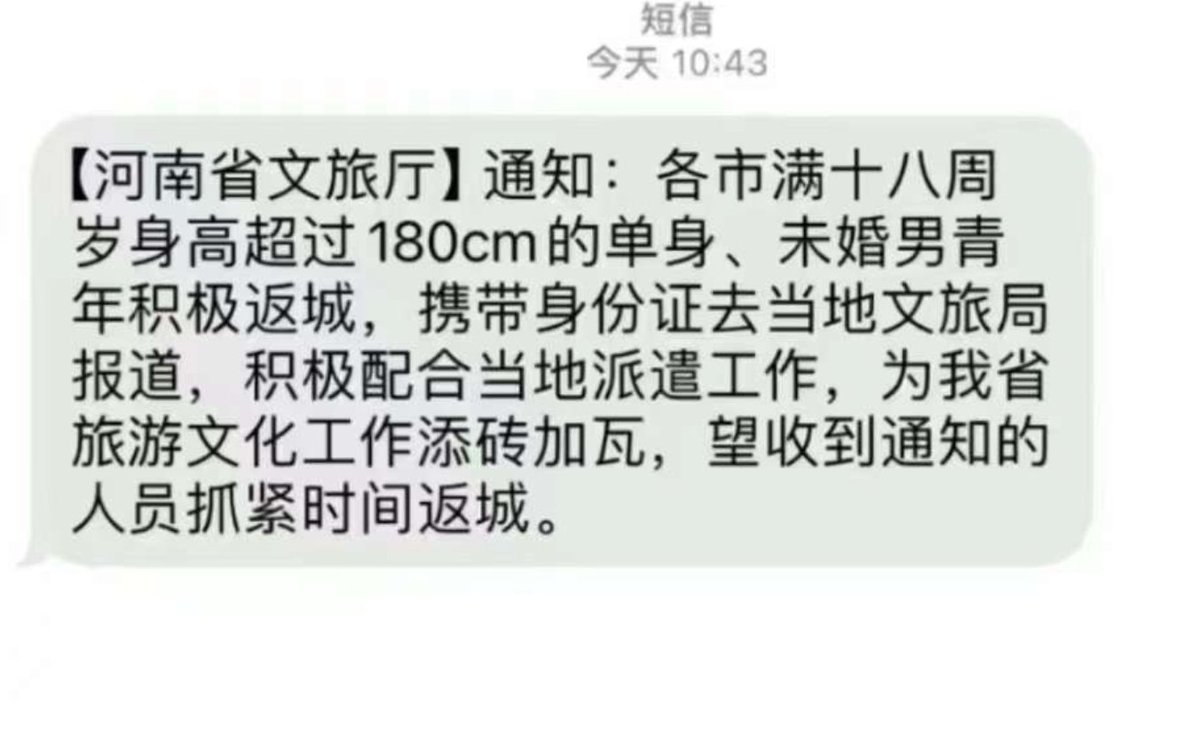 短信
今天 10:43
【河南省文旅厅】通知：各市满十八周
岁身高超过180cm的单身、未婚男青
年积极返城，携带身份证去当地文旅局
报道，积极配合当地派遣工作，为我省
旅游文化工作添砖加瓦，望收到通知的
人员抓紧时间返城。